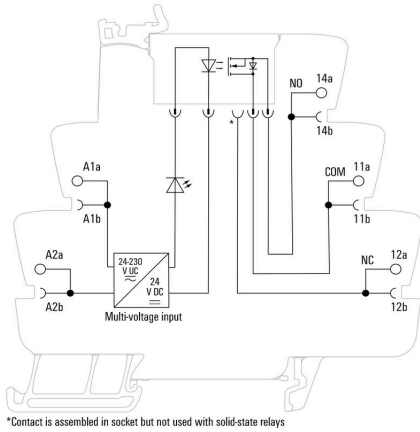 NO
14a
14b
*
A1a
A1b
COM
11a
11b
A2a
A2b
24-230
V UC
24
V DC
NC
12a
12b
Multi-voltage input
*Contact is assembled in socket but not used with solid-state relays